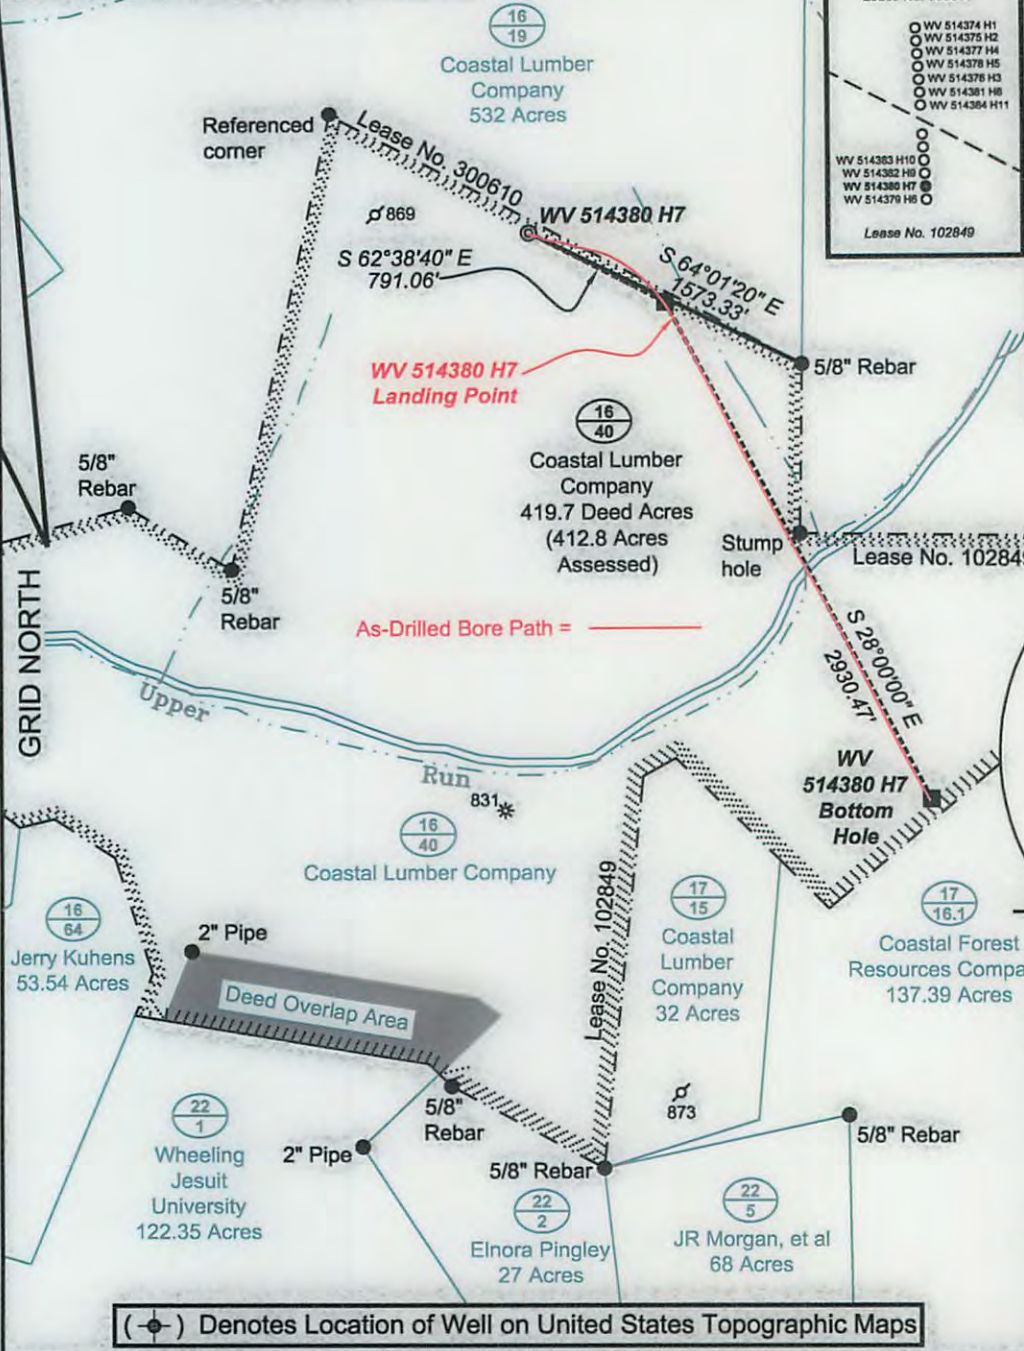 16
19
Coastal Lumber
Company
532 Acres
WV 514374 H1
WV 514375 H2
WV 514377 H4
WV 514378 H5
WV 514376 H3
WV 514381 H8
WV 514384 H11
WV 514383 H10
WV 514382 H9
WV 514380 H7
WV 514379 H6
Lease No. 102849
Referenced
corner
Lease No. 300610
869
WV 514380 H7
S 62°38'40" E
791.06'
S 64°01'20" E
1573.33'
WV 514380 H7
Landing Point
5/8" Rebar
16
40
Coastal Lumber
Company
419.7 Deed Acres
(412.8 Acres
Assessed)
5/8"
Rebar
Stump
hole
Lease No. 102849
5/8"
Rebar
As-Drilled Bore Path =
GRID NORTH
S 28°00'00" E
2930.47'
Upper
Run
831
WV
514380 H7
Bottom
Hole
16
40
Coastal Lumber Company
Lease No. 102849
16
64
Jerry Kuhens
53.54 Acres
2" Pipe
Deed Overlap Area
17
15
Coastal
Lumber
Company
32 Acres
17
16.1
Coastal Forest
Resources Compa
137.39 Acres
873
5/8"
Rebar
22
1
Wheeling
Jesuit
University
122.35 Acres
2" Pipe
5/8" Rebar
5/8" Rebar
22
2
Elnora Pingley
27 Acres
22
5
JR Morgan, et al
68 Acres
( ) Denotes Location of Well on United States Topographic Maps